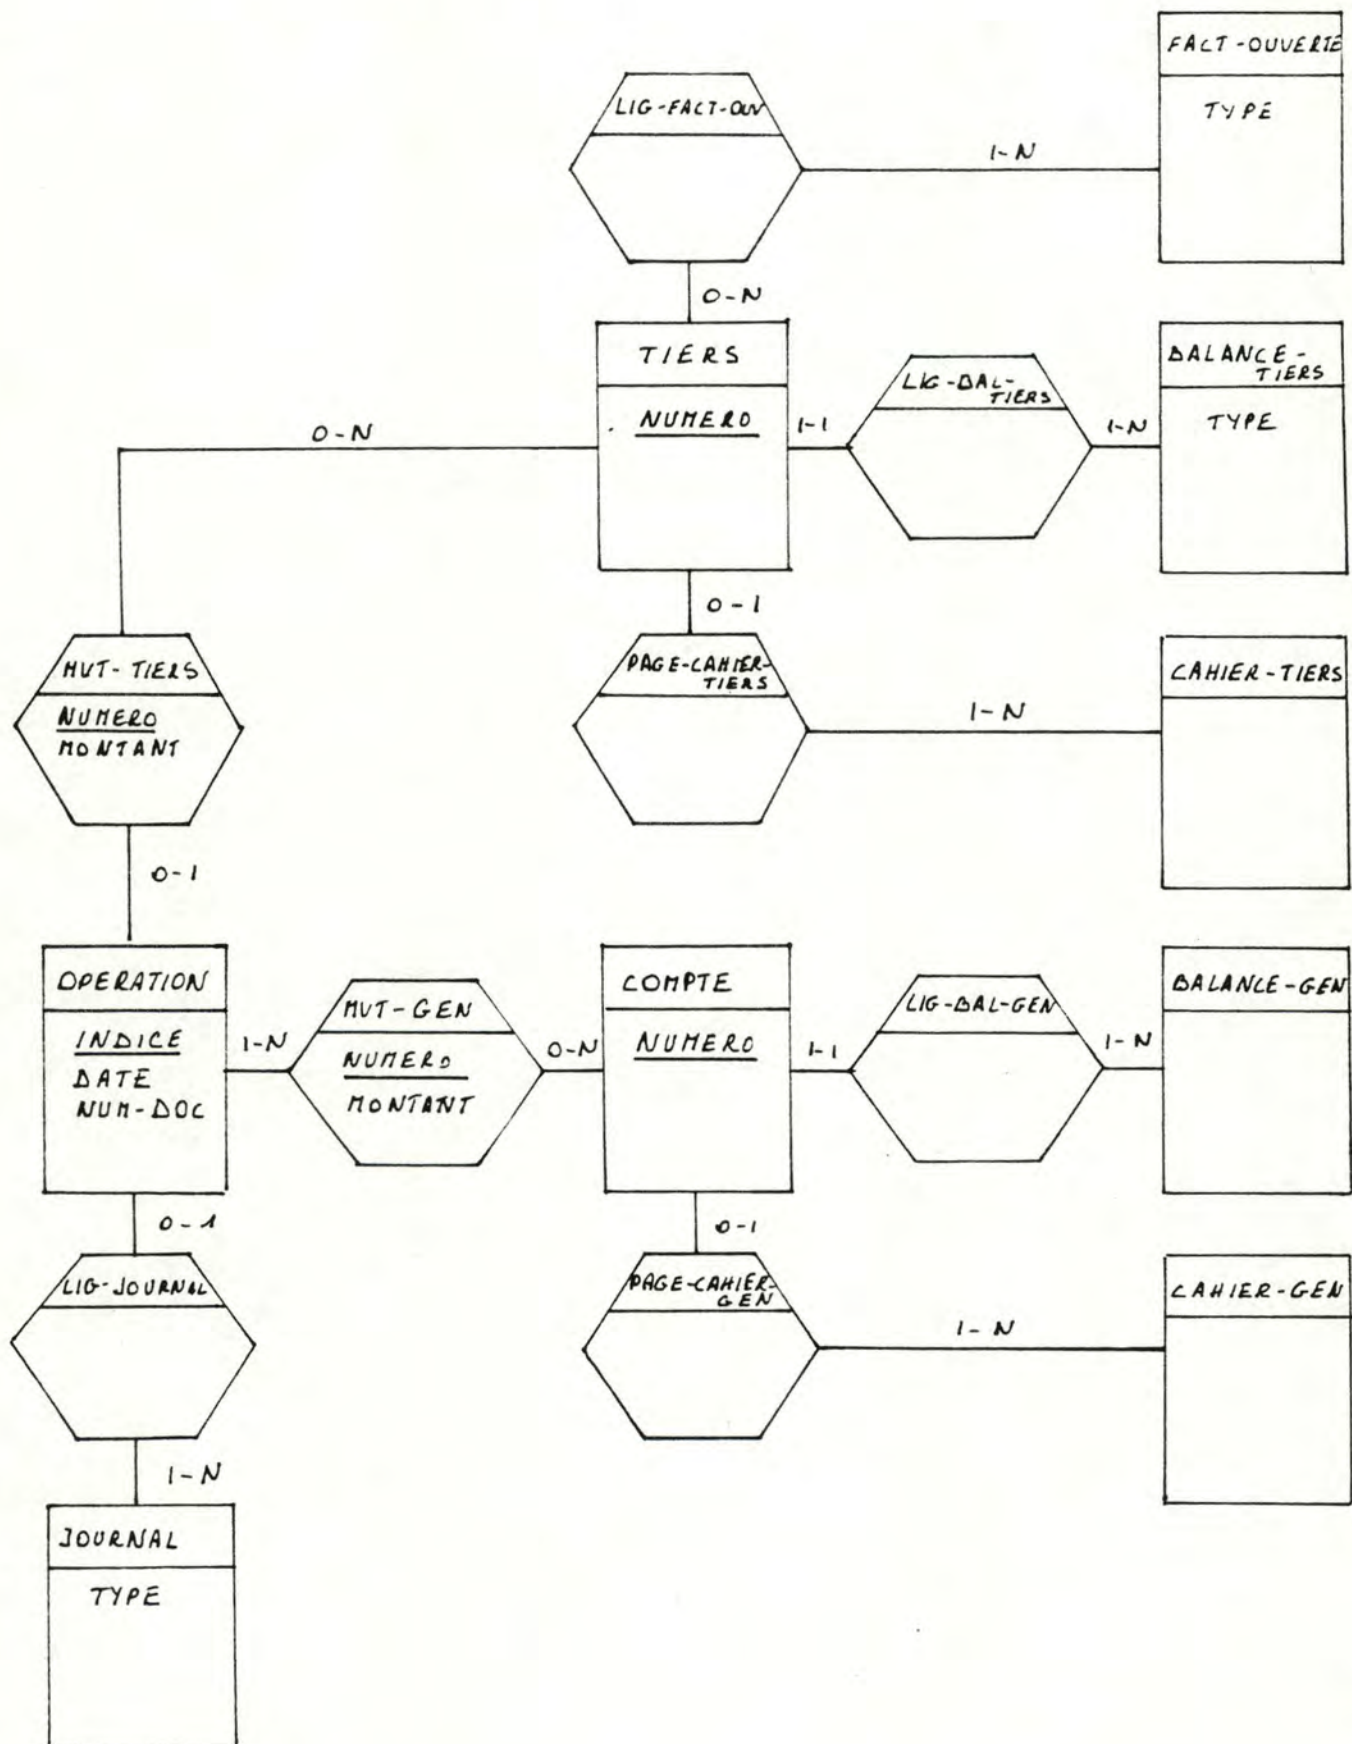 FACT-OUVERTE
TYPE
LIG-FACT-OUV
1-N
0-N
TIERS
NUMERO
LIG-BAL-
TIERS
BALANCE-
TIERS
TYPE
0-N
1-1
1-N
0-1
MVT-TIERS
NUMERO
MONTANT
PAGE-CAHIER-
TIERS
1-N
CAHIER-TIERS
0-1
OPERATION
INDICE
DATE
NUM-DOC
1-N
MVT-GEN
NUMERO
MONTANT
0-N
COMPTE
NUMERO
1-1
LIG-BAL-GEN
1-N
BALANCE-GEN
0-1
0-1
LIG-JOURNAL
PAGE-CAHIER-
GEN
1-N
CAHIER-GEN
1-N
JOURNAL
TYPE